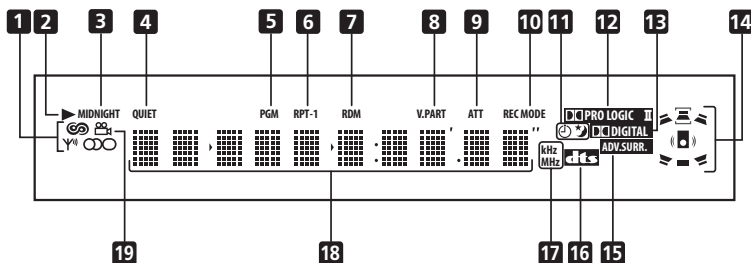 1 2 3 4 5 6 7 8 9 10 11 12 13 14
MIDNIGHT QUIET PGM RPT-1 RDM V.PART ATT REC MODE
PRO LOGIC II
DIGITAL
ADV.SURR.
kHz
MHz
dts
19 18 17 16 15